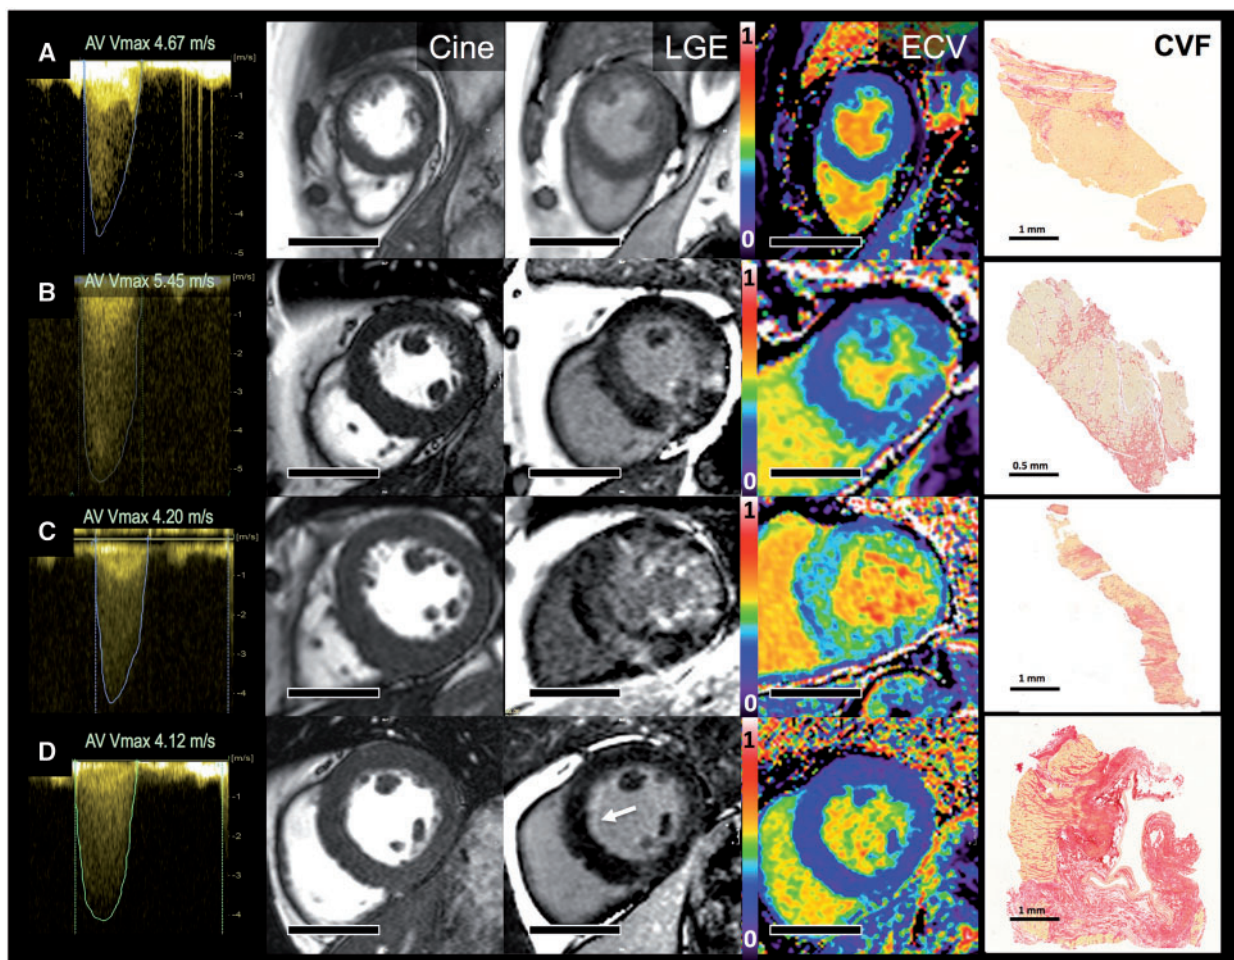 Cine LGE ECV CVF
A AV Vmax 4.67 m/s
[m/s]
-1
-2
-3
-4
-5
1
0
1 mm
B AV Vmax 5.45 m/s
[m/s]
-1
-2
-3
-4
-5
1
0
0.5 mm
C AV Vmax 4.20 m/s
[m/s]
-1
-2
-3
-4
1
0
1 mm
D AV Vmax 4.12 m/s
[m/s]
-1
-2
-3
-4
1
0
1 mm